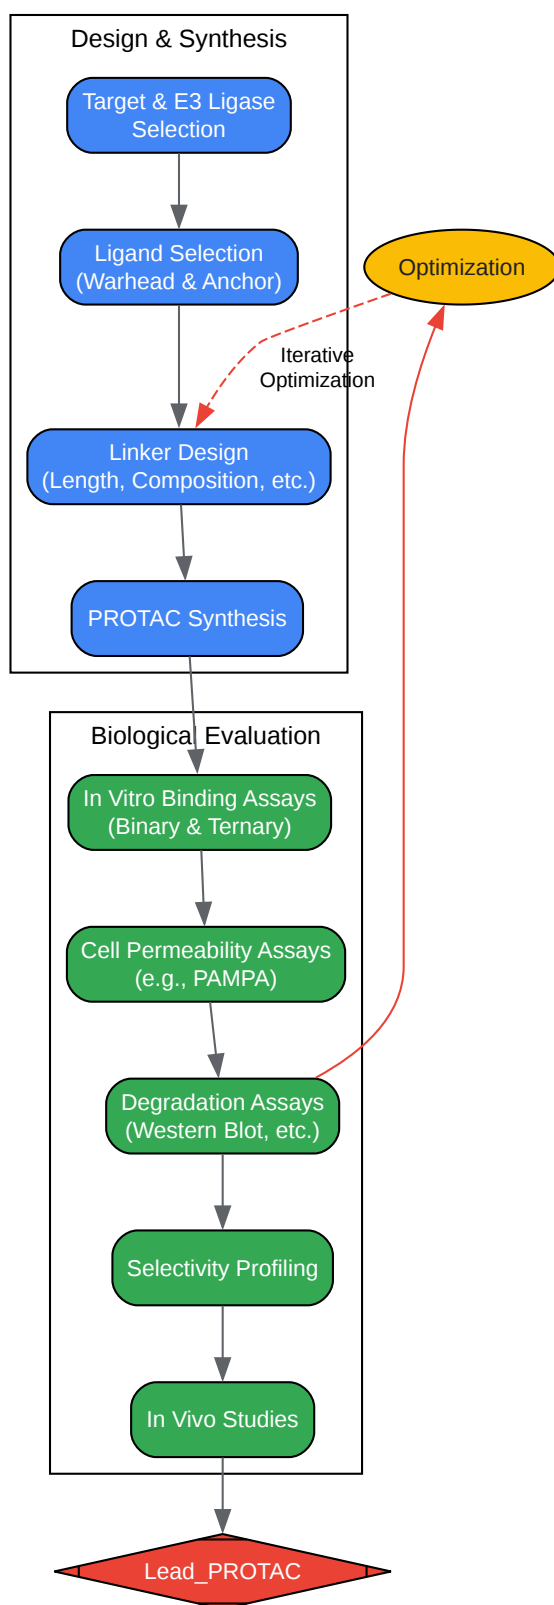 Design & Synthesis
Target & E3 Ligase
Selection
Ligand Selection
(Warhead & Anchor)
Optimization
Iterative
Optimization
Linker Design
(Length, Composition, etc.)
PROTAC Synthesis
Biological Evaluation
In Vitro Binding Assays
(Binary & Ternary)
Cell Permeability Assays
(e.g., PAMPA)
Degradation Assays
(Western Blot, etc.)
Selectivity Profiling
In Vivo Studies
Lead_PROTAC